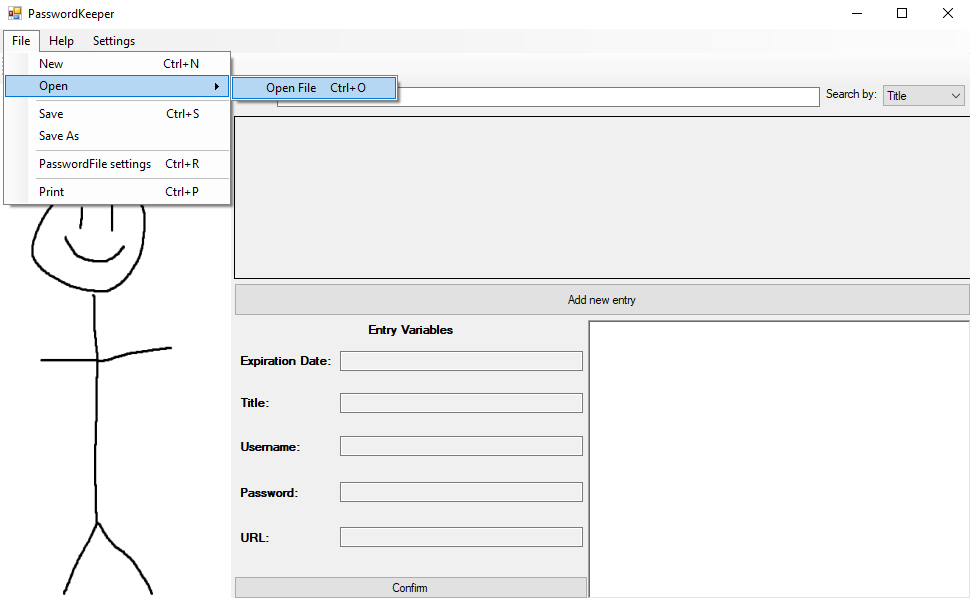 PasswordKeeper
File Help Settings
New Ctrl+N
Open
Open File Ctrl+O
Search by: Title
Save Ctrl+S
Save As
PasswordFile settings Ctrl+R
Print Ctrl+P
Add new entry
Entry Variables
Expiration Date:
Title:
Username:
Password:
URL:
Confirm